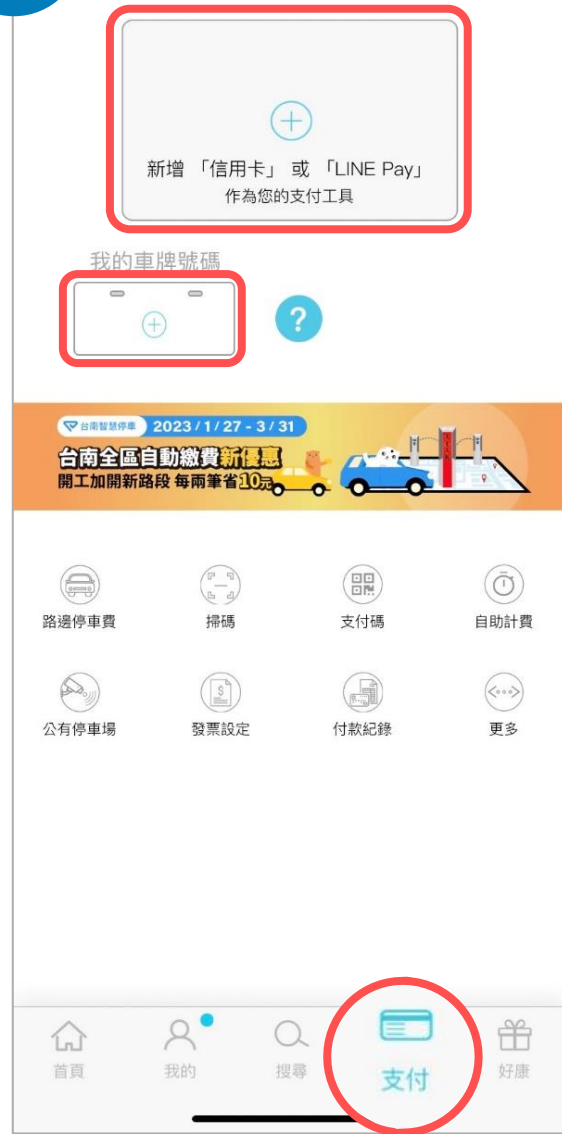 新增 「信用卡」 或 「LINE Pay」
作為您的支付工具
我的車牌號碼
?
台南智慧停車 2023/1/27 - 3/31
台南全區自動繳費新優惠
開工加開新路段 每兩筆省10元
路邊停車費 掃碼 支付碼 自助計費
公有停車場 發票設定 付款紀錄 更多
首頁 我的 搜尋 支付 好康